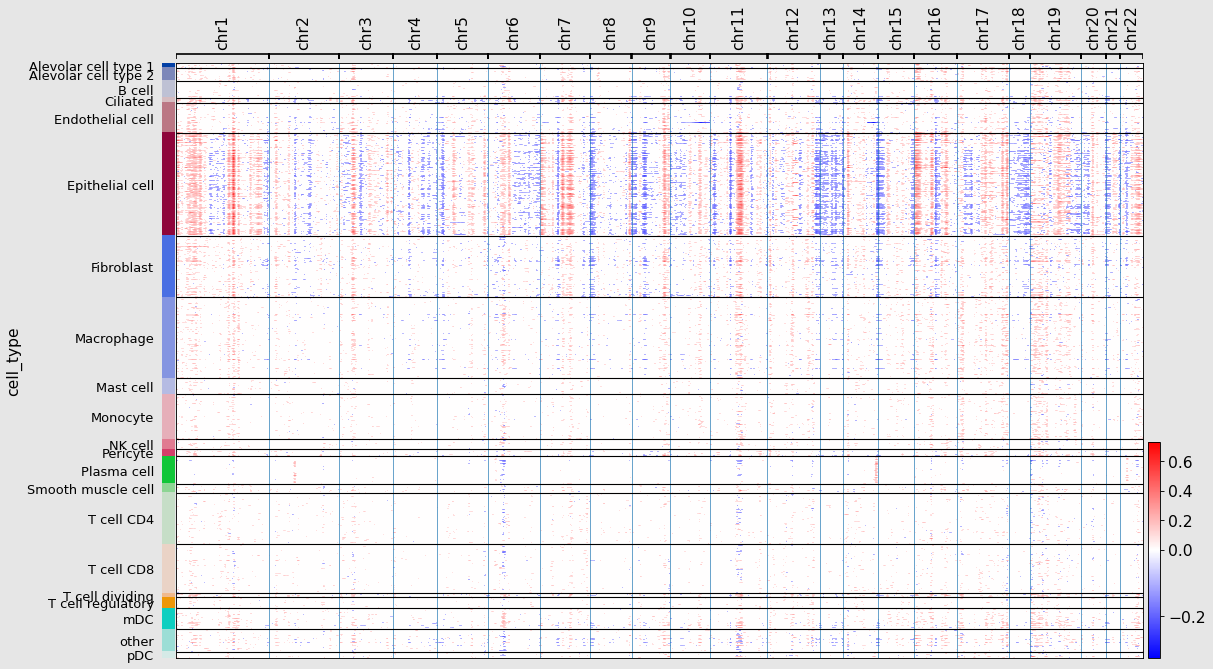 chr1 chr2 chr3 chr4 chr5 chr6 chr7 chr8 chr9 chr10 chr11 chr12 chr13 chr14 chr15 chr16 chr17 chr18 chr19 chr20 chr21 chr22
Alevolar cell type 1
Alevolar cell type 2
B cell
Ciliated
Endothelial cell
Epithelial cell
Fibroblast
Macrophage
Mast cell
Monocyte
NK cell
Pericyte
Plasma cell
Smooth muscle cell
T cell CD4
T cell CD8
T cell dividing
T cell regulatory
mDC
other
pDC
cell_type
0.6
0.4
0.2
0.0
−0.2